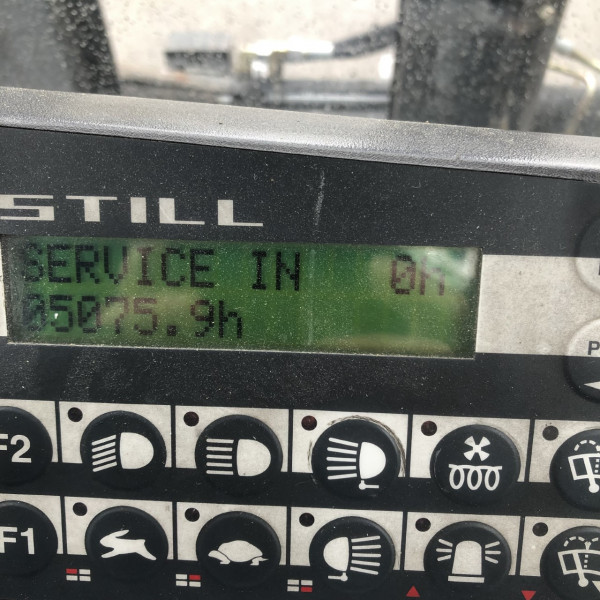 STILL
SERVICE IN 0h
05075.9h
F2
F1
P